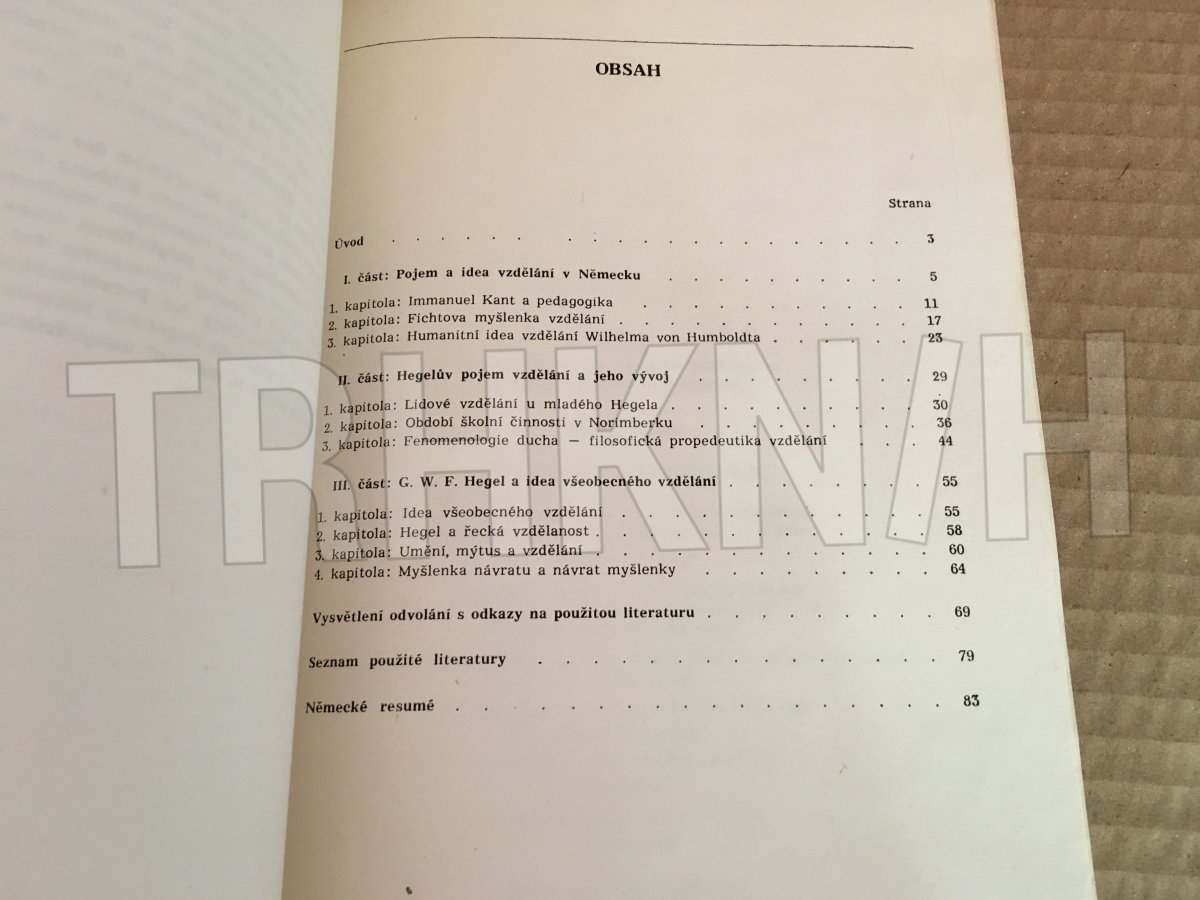 OBSAH
Strana
Úvod . . . . . . . . . . . . . . . . . . 3
I. část: Pojem a idea vzdělání v Německu . . . . . . . . . 5
1. kapitola: Immanuel Kant a pedagogika . . . . . . . . . 11
2. kapitola: Fichtova myšlenka vzdělání . . . . . . . . . . 17
3. kapitola: Humanitní idea vzdělání Wilhelma von Humboldta . . . . . . 23
II. část: Hegelův pojem vzdělání a jeho vývoj . . . . . . . . 29
1. kapitola: Lidové vzdělání u mladého Hegela . . . . . . . . . 30
2. kapitola: Období školní činnosti v Norimberku . . . . . . . . 36
3. kapitola: Fenomenologie ducha — filosofická propedeutika vzdělání . . . 44
III. část: G. W. F. Hegel a idea všeobecného vzdělání . . . . . . . 55
1. kapitola: Idea všeobecného vzdělání . . . . . . . . . . . 55
2. kapitola: Hegel a řecká vzdělanost . . . . . . . . . . . . 58
3. kapitola: Umění, mýtus a vzdělání . . . . . . . . . . . . 60
4. kapitola: Myšlenka návratu a návrat myšlenky . . . . . . . . 64
Vysvětlení odvolání s odkazy na použitou literaturu . . . . . . . . 69
Seznam použité literatury . . . . . . . . . . . . . . . 79
Německé resumé . . . . . . . . . . . . . . . . . 83
TRHKNIH